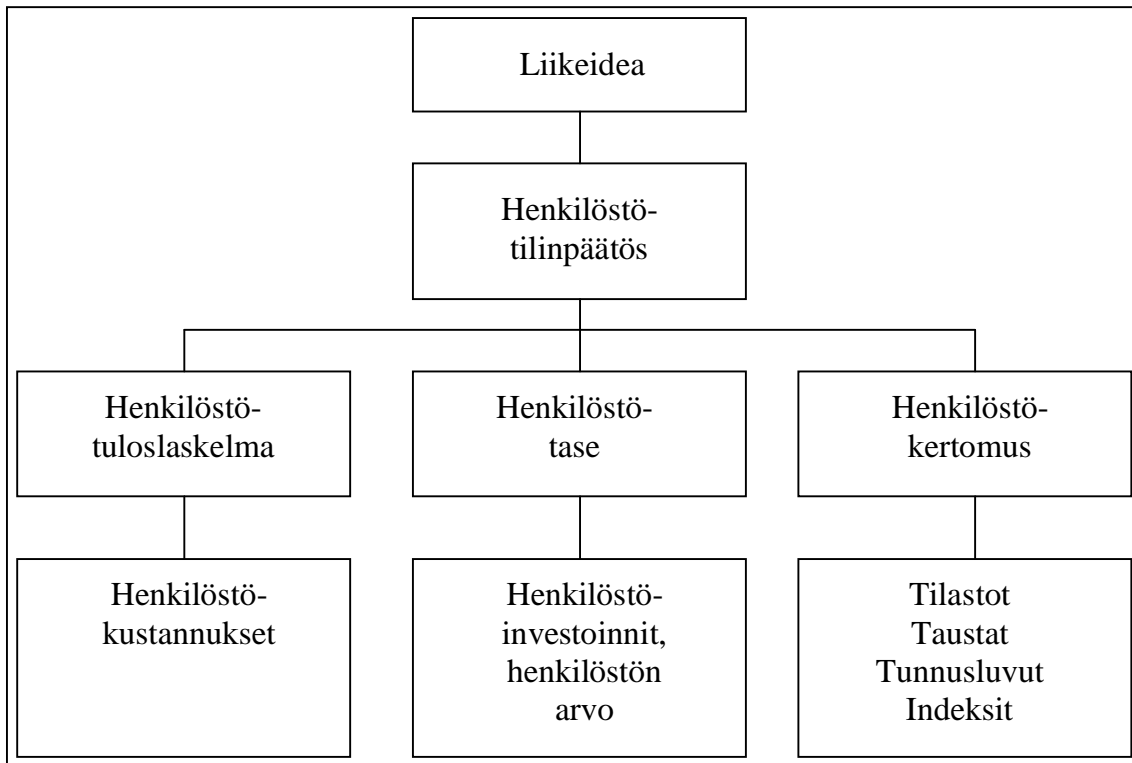 Liikeidea
Henkilöstö-
tilinpäätös
Henkilöstö-
tuloslaskelma
Henkilöstö-
tase
Henkilöstö-
kertomus
Henkilöstö-
kustannukset
Henkilöstö-
investoinnit,
henkilöstön
arvo
Tilastot
Taustat
Tunnusluvut
Indeksit